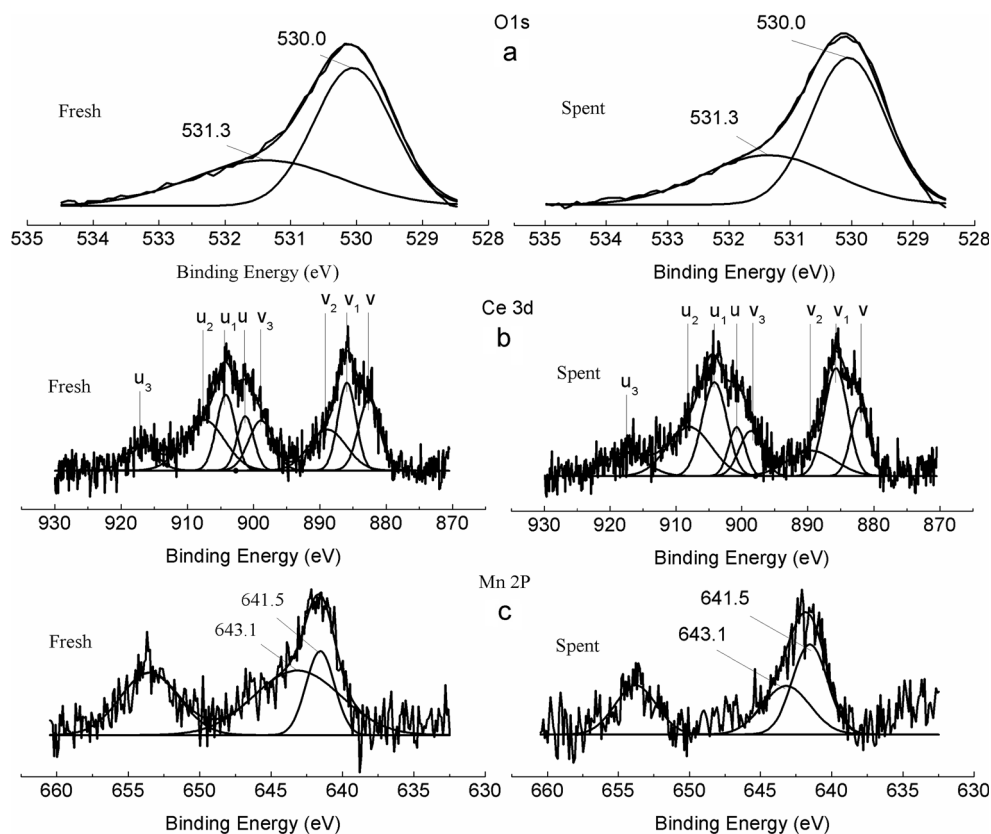 O1s
a
Fresh
530.0
531.3
Spent
530.0
531.3
535 534 533 532 531 530 529 528
535 534 533 532 531 530 529 528
Binding Energy (eV)
Binding Energy (eV))
Ce 3d
b
Fresh
u3 u2 u1 u v3 v2 v1 v
Spent
u3 u2 u1 u v3 v2 v1 v
930 920 910 900 890 880 870
930 920 910 900 890 880 870
Binding Energy (eV)
Binding Energy (eV)
Mn 2P
c
Fresh
641.5
643.1
Spent
641.5
643.1
660 655 650 645 640 635 630
660 655 650 645 640 635 630
Binding Energy (eV)
Binding Energy (eV)